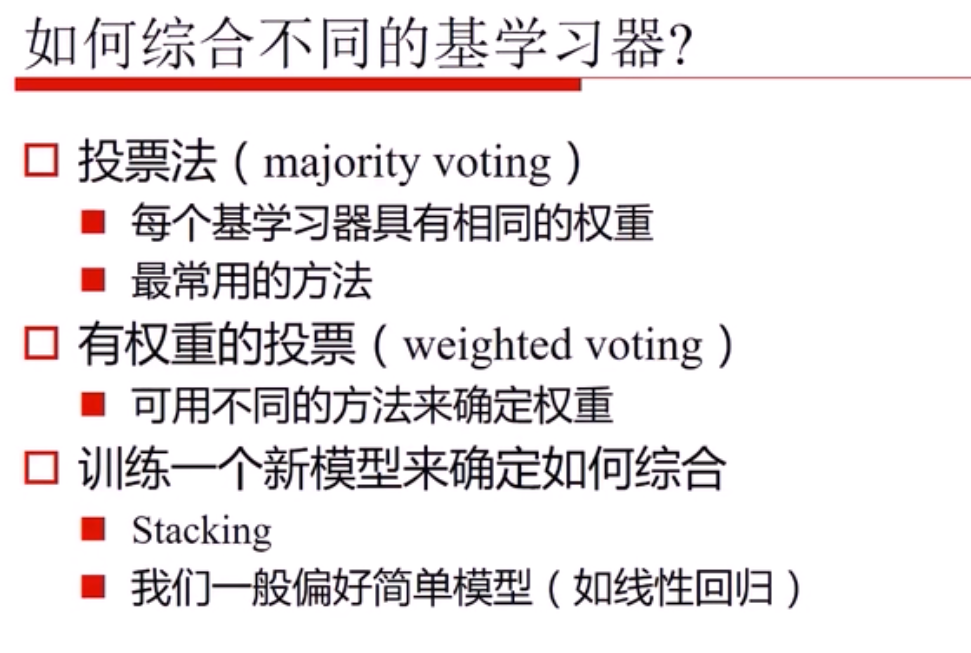 如何综合不同的基学习器?
投票法（majority voting）
每个基学习器具有相同的权重
最常用的方法
有权重的投票（weighted voting）
可用不同的方法来确定权重
训练一个新模型来确定如何综合
Stacking
我们一般偏好简单模型（如线性回归）